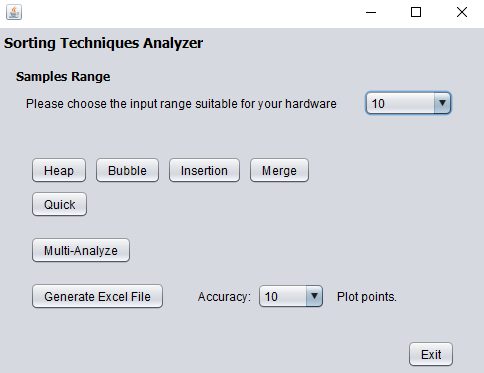 Sorting Techniques Analyzer
Samples Range
Please choose the input range suitable for your hardware 10
Heap Bubble Insertion Merge
Quick
Multi-Analyze
Generate Excel File Accuracy: 10 Plot points.
Exit